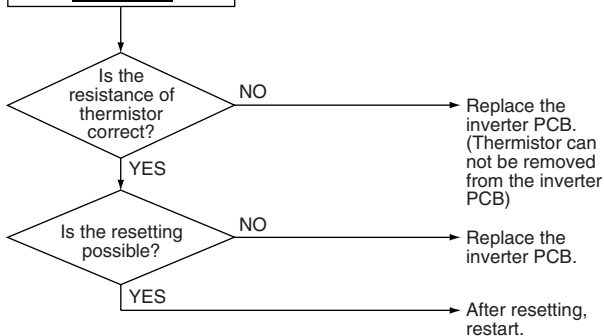 Is the
resistance of
thermistor
correct?
NO
Replace the
inverter PCB.
(Thermistor can
not be removed
from the inverter
PCB)
YES
Is the resetting
possible?
NO
Replace the
inverter PCB.
YES
After resetting,
restart.